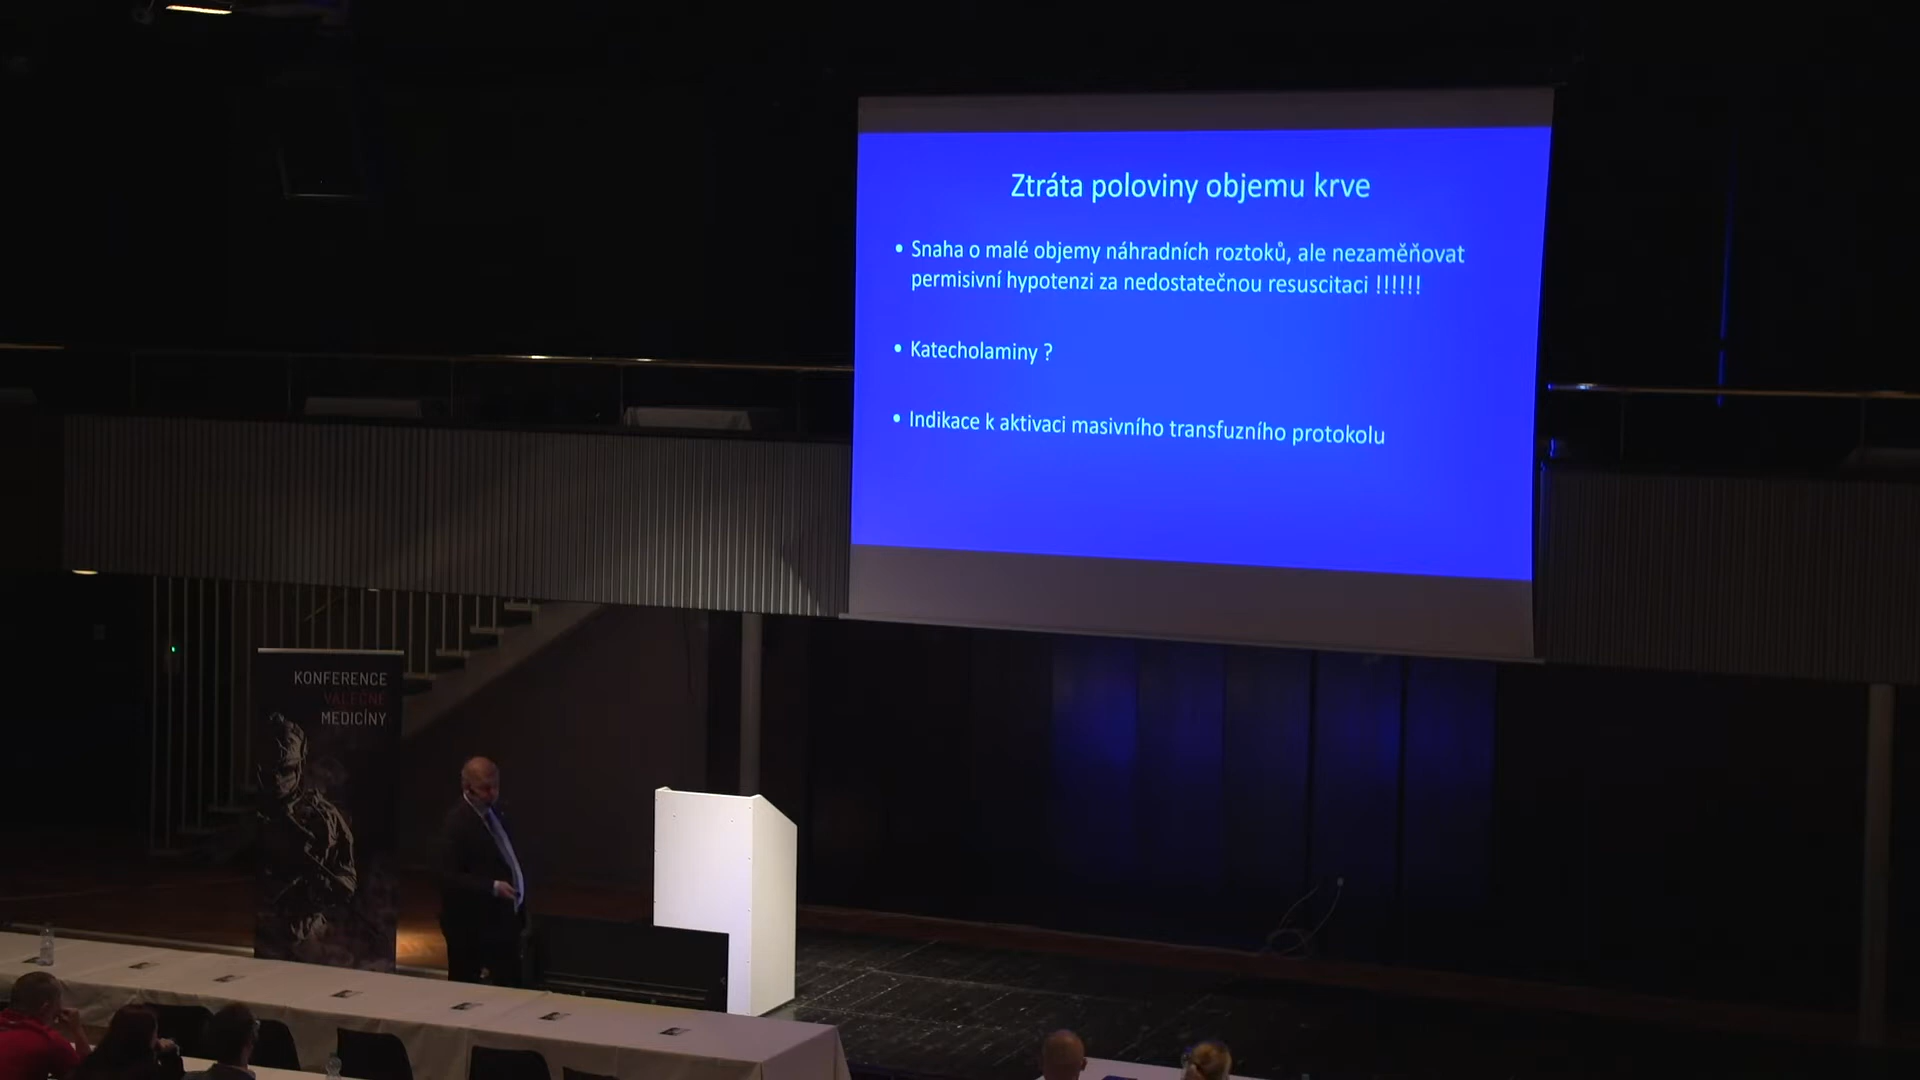 Ztráta poloviny objemu krve
• Snaha o malé objemy náhradních roztoků, ale nezaměňovat
permisivní hypotenzi za nedostatečnou resuscitaci !!!!!!
• Katecholaminy ?
• Indikace k aktivaci masivního transfuzního protokolu
KONFERENCE
VÁLEČNÉ
MEDICÍNY